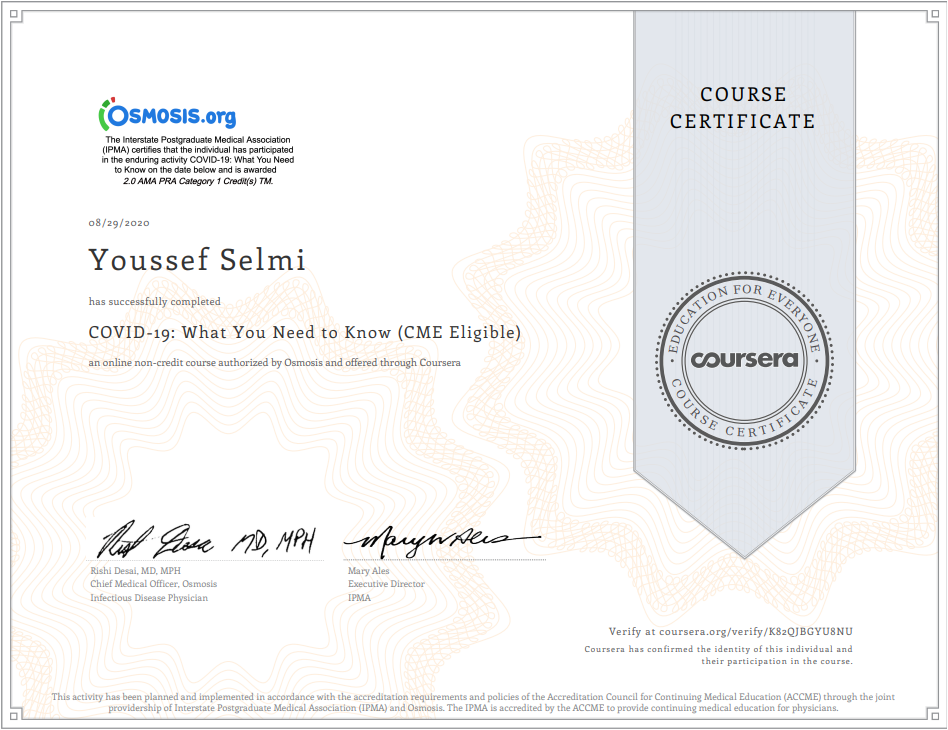 COURSE
CERTIFICATE
OSMOSIS.org
The Interstate Postgraduate Medical Association
(IPMA) certifies that the individual has participated
in the enduring activity COVID-19: What You Need
to Know on the date below and is awarded
2.0 AMA PRA Category 1 Credit(s) TM.
08/29/2020
Youssef Selmi
has successfully completed
COVID-19: What You Need to Know (CME Eligible)
an online non-credit course authorized by Osmosis and offered through Coursera
EDUCATION FOR EVERYONE
coursera
COURSE CERTIFICATE
MD, MPH
Rishi Desai, MD, MPH
Chief Medical Officer, Osmosis
Infectious Disease Physician
Mary Ales
Mary Ales
Executive Director
IPMA
Verify at coursera.org/verify/K82QJBGYU8NU
Coursera has confirmed the identity of this individual and
their participation in the course.
This activity has been planned and implemented in accordance with the accreditation requirements and policies of the Accreditation Council for Continuing Medical Education (ACCME) through the joint
providership of Interstate Postgraduate Medical Association (IPMA) and Osmosis. The IPMA is accredited by the ACCME to provide continuing medical education for physicians.